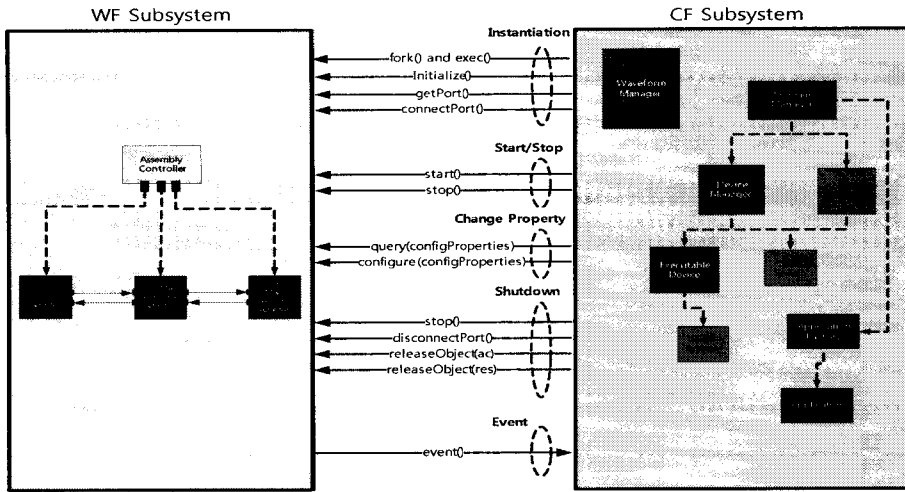 WF Subsystem
CF Subsystem
Instantiation
fork() and exec()
Initialize()
getPort()
connectPort()
Waveform
Manager
Assembly
Controller
Start/Stop
start()
stop()
Device
Manager
Change Property
query(configProperties)
configure(configProperties)
Executable
Device
Shutdown
stop()
disconnectPort()
releaseObject(ac)
releaseObject(res)
Application
Event
event()